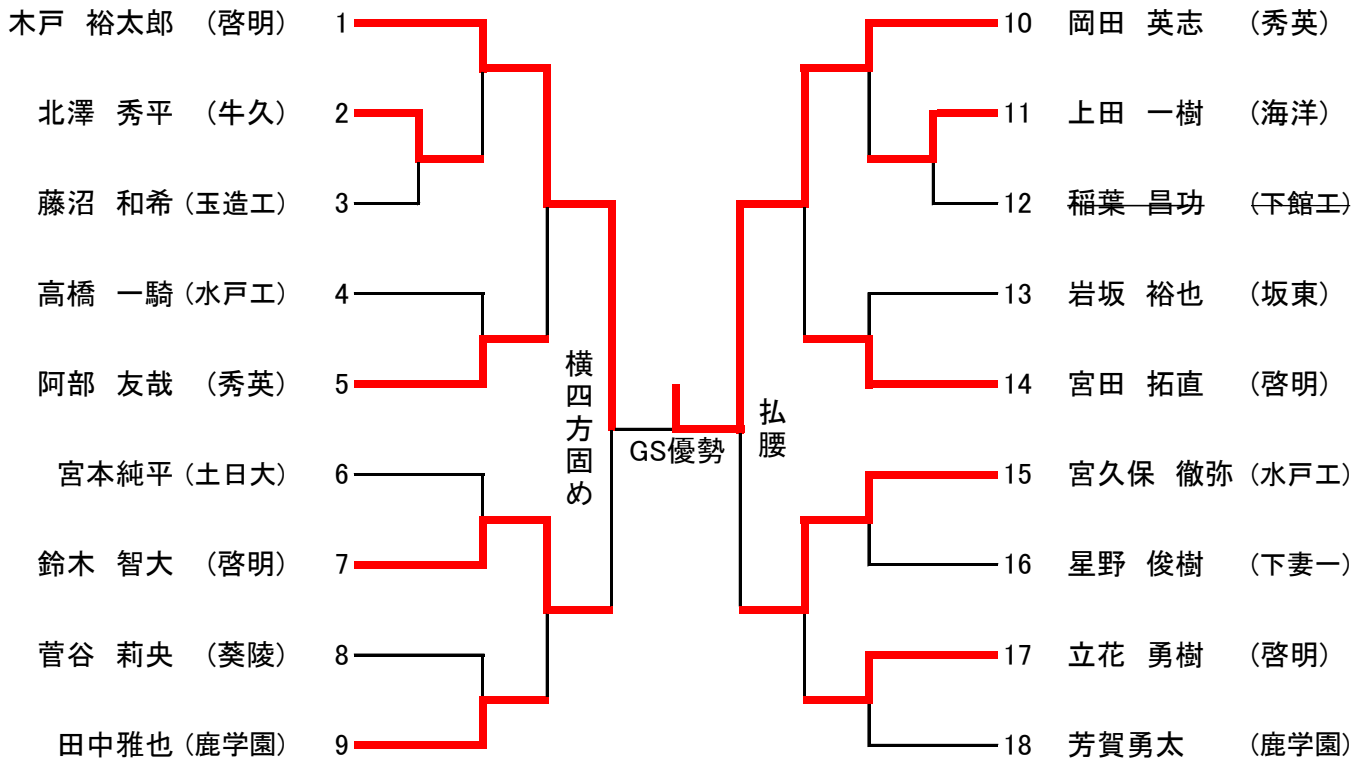 木戸 裕太郎 (啓明) 1
北澤 秀平 (牛久) 2
藤沼 和希 (玉造工) 3
高橋 一騎 (水戸工) 4
阿部 友哉 (秀英) 5
宮本純平 (土日大) 6
鈴木 智大 (啓明) 7
菅谷 莉央 (葵陵) 8
田中雅也 (鹿学園) 9
横四方固め
GS優勢
払腰
10 岡田 英志 (秀英)
11 上田 一樹 (海洋)
12 稲葉 昌功 (下館工)
13 岩坂 裕也 (坂東)
14 宮田 拓直 (啓明)
15 宮久保 徹弥 (水戸工)
16 星野 俊樹 (下妻一)
17 立花 勇樹 (啓明)
18 芳賀勇太 (鹿学園)